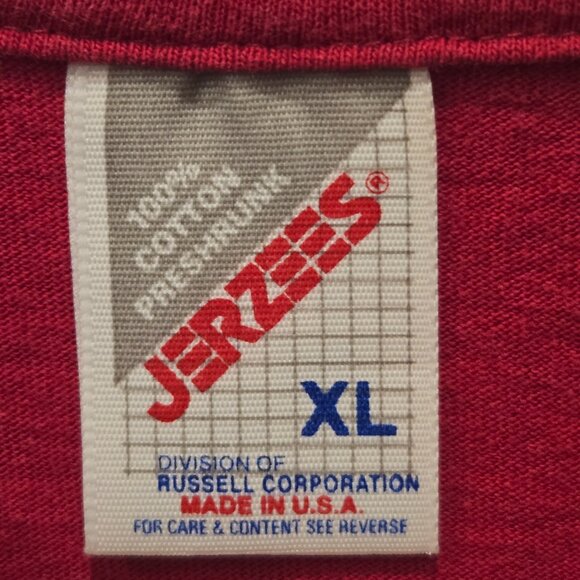 100%
COTTON
PRESHRUNK
JERZEES®
XL
DIVISION OF
RUSSELL CORPORATION
MADE IN U.S.A.
FOR CARE & CONTENT SEE REVERSE